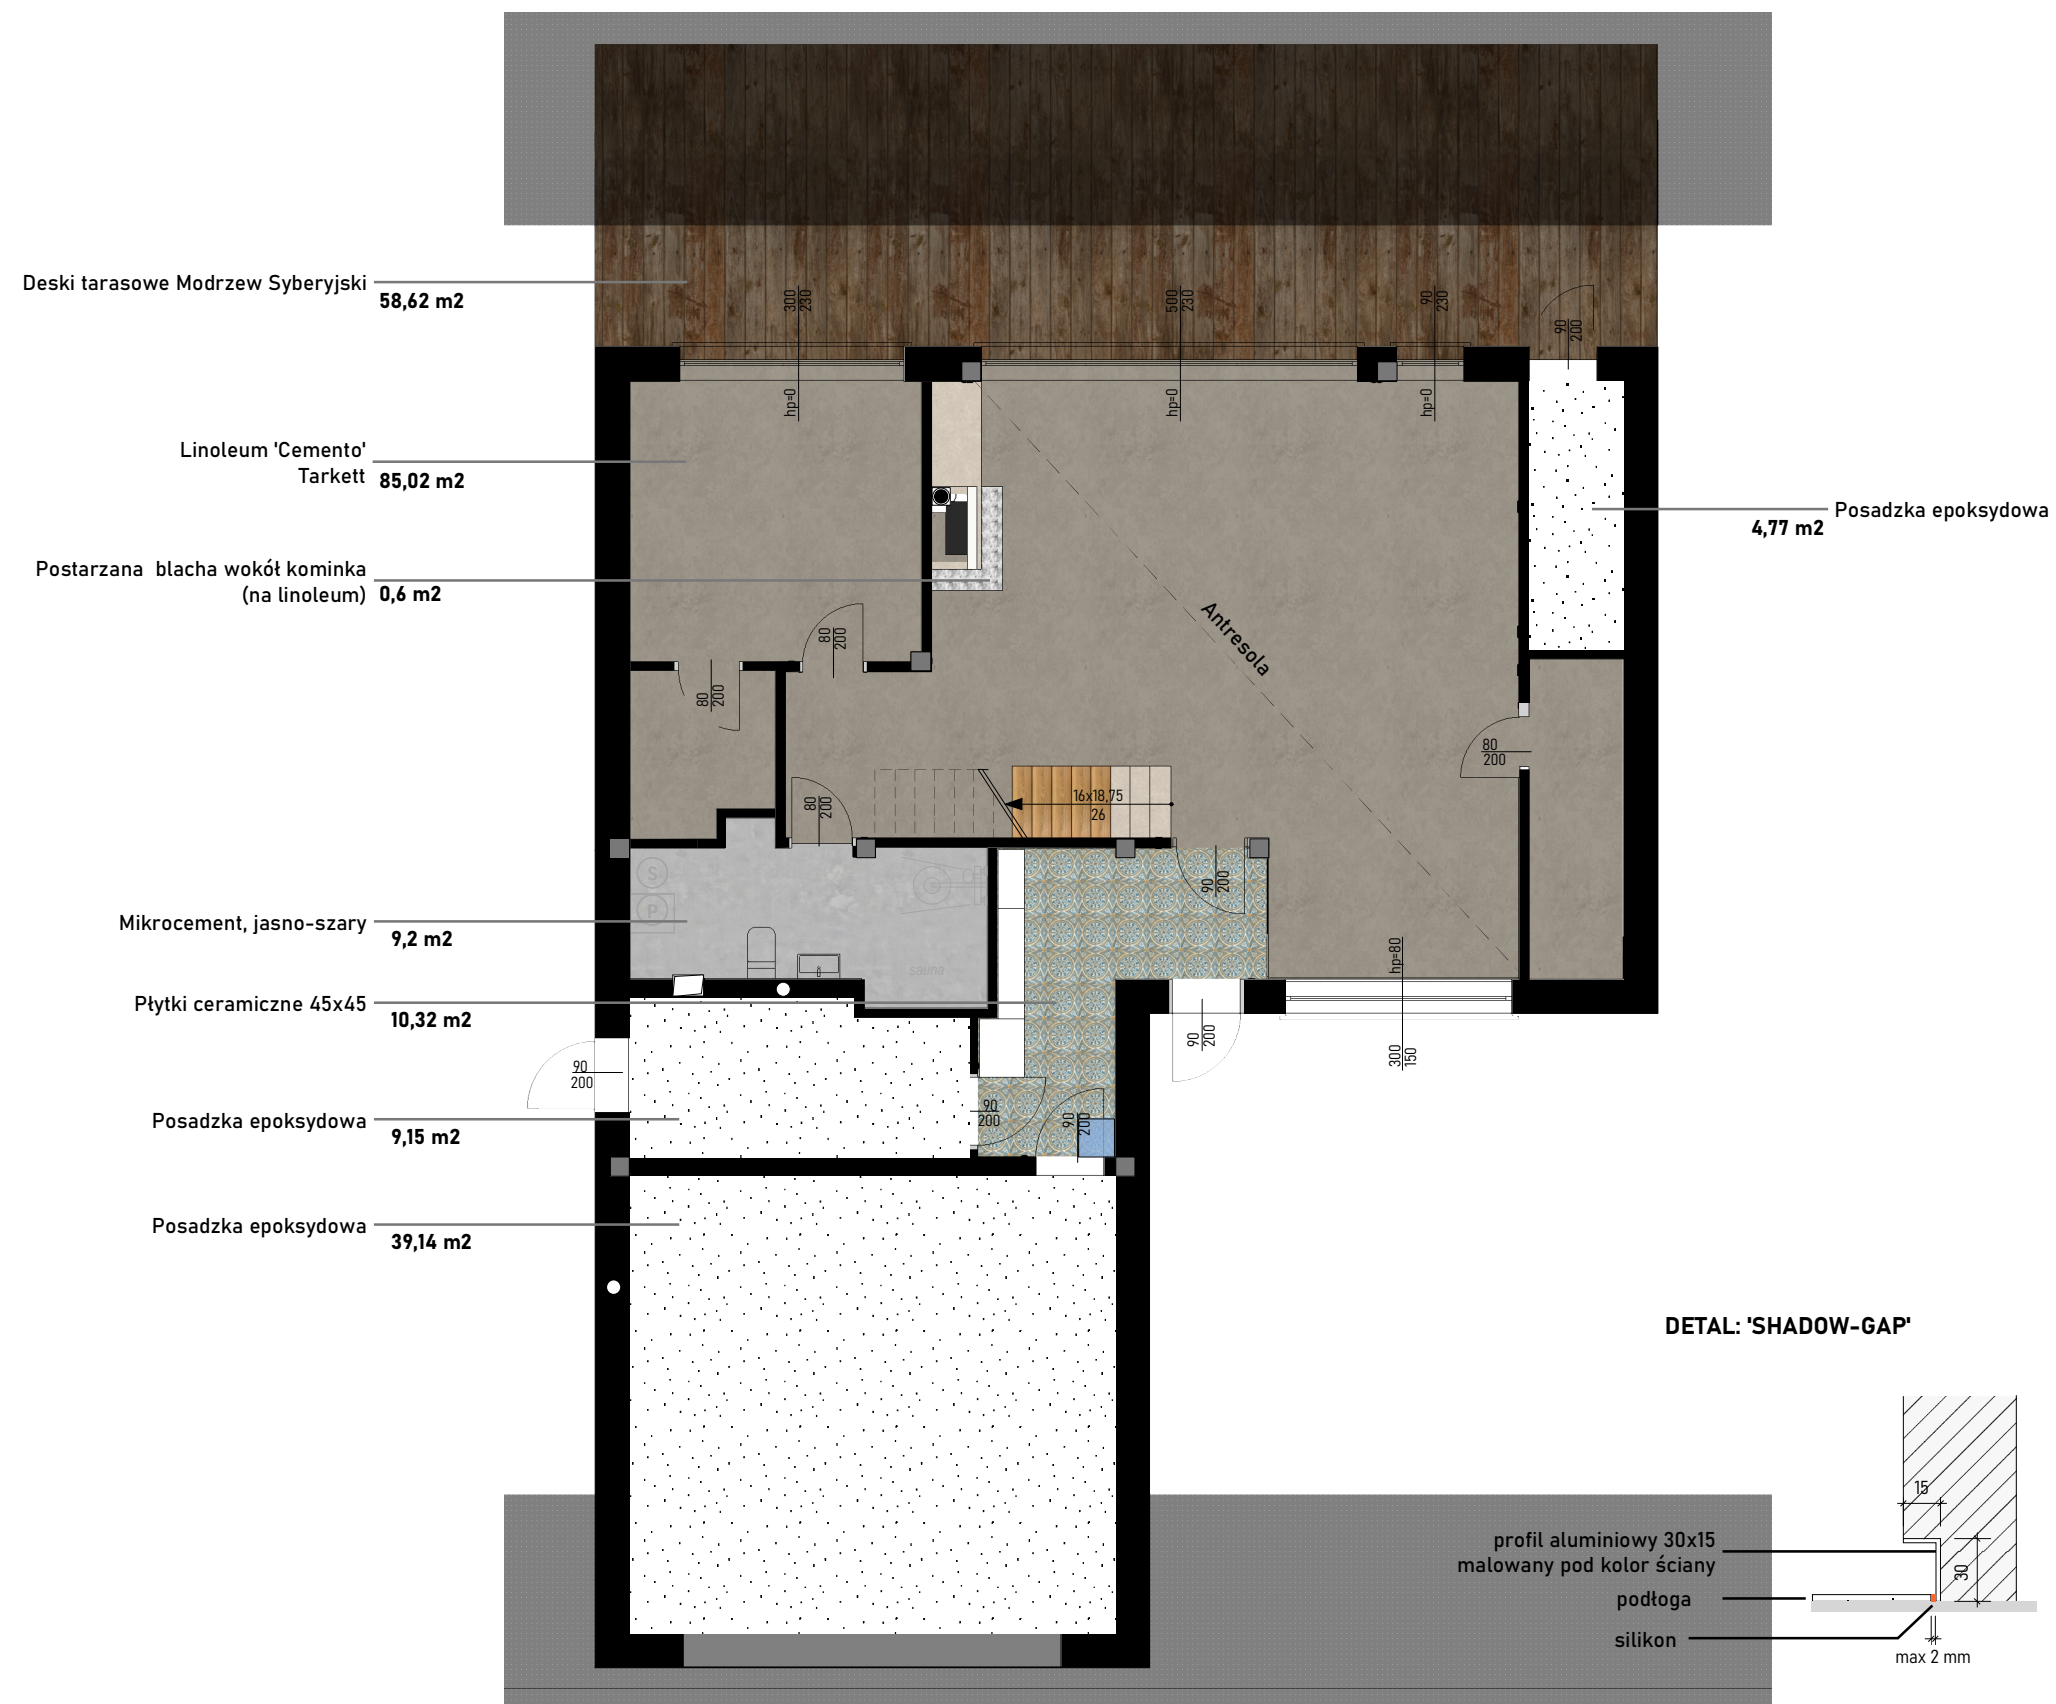 Deski tarasowe Modrzew Syberyjski
58,62 m2
300
230
500
230
90
230
90
200
hp=0
hp=0
hp=0
Linoleum 'Cemento'
Tarkett
85,02 m2
Posadzka epoksydowa
4,77 m2
Postarzana blacha wokół kominka
(na linoleum)
0,6 m2
Antresola
80
200
80
200
80
200
80
200
16x18,75
26
S
P
90
200
Mikrocement, jasno-szary
9,2 m2
sauna
hp=80
Płytki ceramiczne 45x45
10,32 m2
90
200
300
150
90
200
90
200
90
200
Posadzka epoksydowa
9,15 m2
Posadzka epoksydowa
39,14 m2
DETAL: 'SHADOW-GAP'
15
30
profil aluminiowy 30x15
malowany pod kolor ściany
podłoga
silikon
max 2 mm